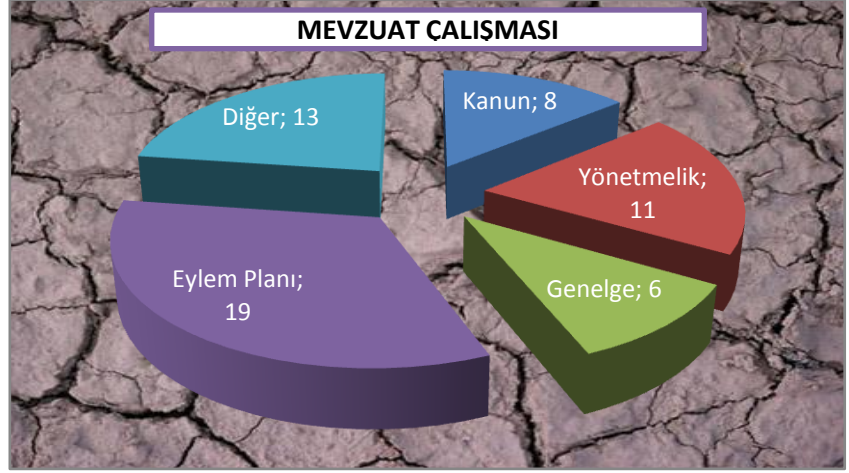 MEVZUAT ÇALIŞMASI
Kanun; 8
Diğer; 13
Yönetmelik;
11
Genelge; 6
Eylem Planı;
19